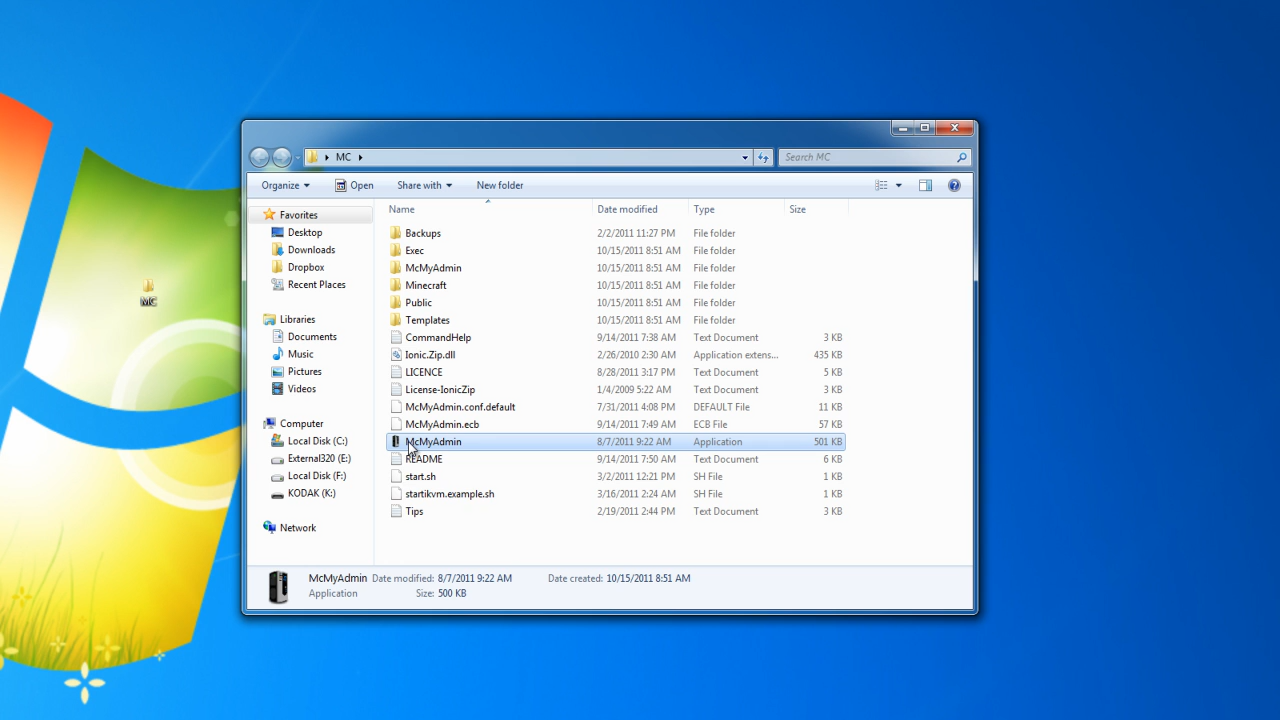 MC
MC
Search MC
Organize Open Share with New folder
Favorites
Desktop
Downloads
Dropbox
Recent Places
Libraries
Documents
Music
Pictures
Videos
Computer
Local Disk (C:)
External320 (E:)
Local Disk (F:)
KODAK (K:)
Network
Name Date modified Type Size
Backups 2/2/2011 11:27 PM File folder
Exec 10/15/2011 8:51 AM File folder
McMyAdmin 10/15/2011 8:51 AM File folder
Minecraft 10/15/2011 8:51 AM File folder
Public 10/15/2011 8:51 AM File folder
Templates 10/15/2011 8:51 AM File folder
CommandHelp 9/14/2011 7:38 AM Text Document 3 KB
Ionic.Zip.dll 2/26/2010 2:30 AM Application extens... 435 KB
LICENCE 8/28/2011 3:17 PM Text Document 5 KB
License-IonicZip 1/4/2009 5:22 AM Text Document 3 KB
McMyAdmin.conf.default 7/31/2011 4:08 PM DEFAULT File 11 KB
McMyAdmin.ecb 9/14/2011 7:49 AM ECB File 57 KB
McMyAdmin 8/7/2011 9:22 AM Application 501 KB
README 9/14/2011 7:50 AM Text Document 6 KB
start.sh 3/2/2011 12:21 PM SH File 1 KB
startikvm.example.sh 3/16/2011 2:24 AM SH File 1 KB
Tips 2/19/2011 2:44 PM Text Document 3 KB
McMyAdmin Date modified: 8/7/2011 9:22 AM Date created: 10/15/2011 8:51 AM
Application Size: 500 KB